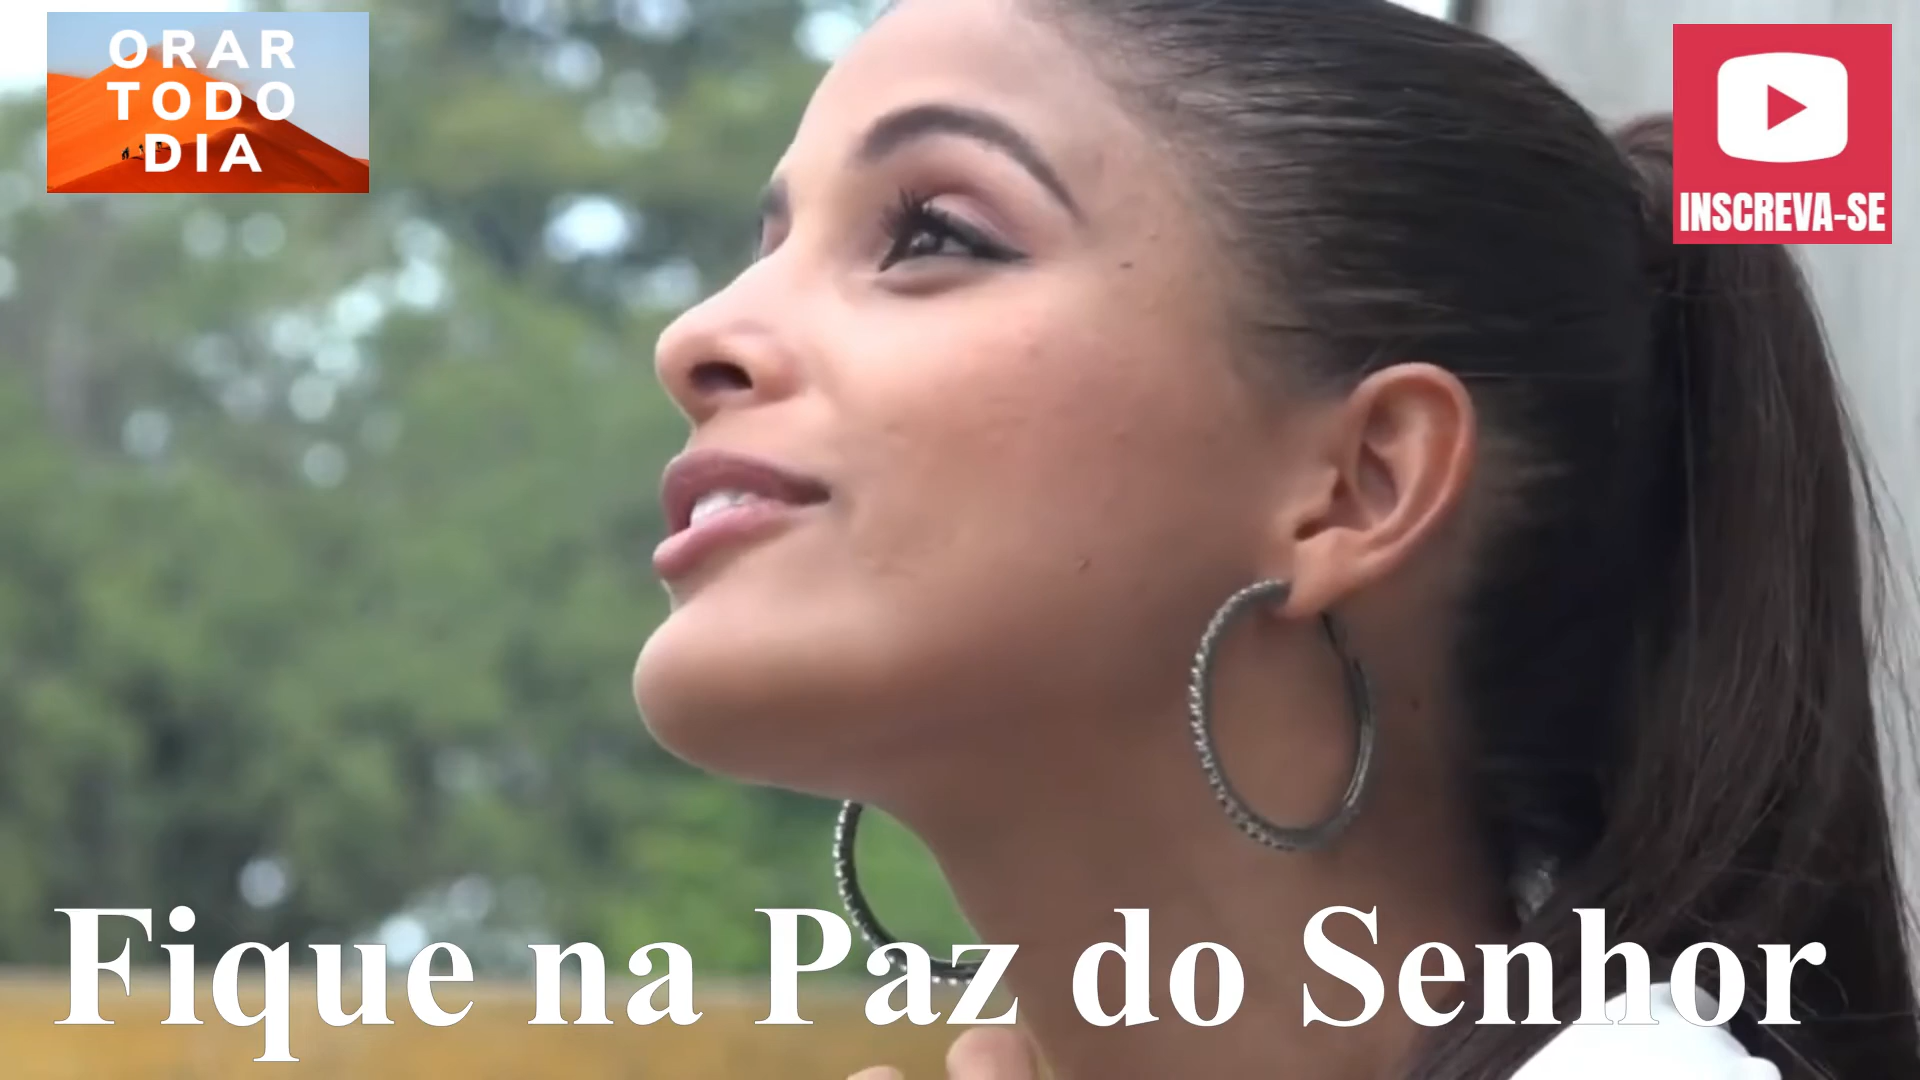 ORAR
TODO
DIA
INSCREVA-SE
Fique na Paz do Senhor